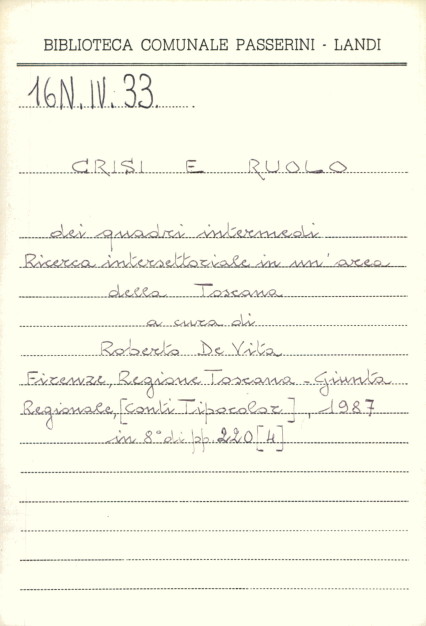 BIBLIOTECA COMUNALE PASSERINI - LANDI
16N.IV.33.
CRISI E RUOLO
dei quadri intermedi
Ricerca intersettoriale in un'area
della Toscana
a cura di
Roberto De Vita
Firenze, Regione Toscana - Giunta
Regionale, [Conti Tipocolor], 1987
in 8° di pp. 220 [4]